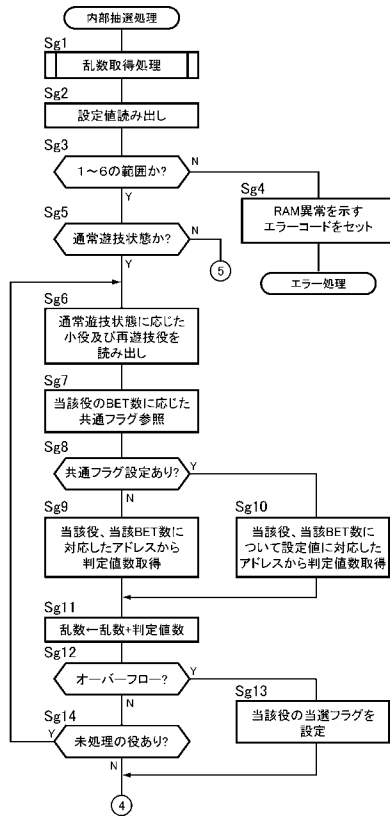 内部抽選処理
Sg1
乱数取得処理
Sg2
設定値読み出し
Sg3
1～6の範囲か?
N
Y
Sg4
RAM異常を示す
エラーコードをセット
エラー処理
Sg5
通常遊技状態か?
N
Y
5
Sg6
通常遊技状態に応じた
小役及び再遊技役を
読み出し
Sg7
当該役のBET数に応じた
共通フラグ参照
Sg8
共通フラグ設定あり?
Y
N
Sg9
当該役、当該BET数に
対応したアドレスから
判定値数取得
Sg10
当該役、当該BET数に
ついて設定値に対応した
アドレスから判定値数取得
Sg11
乱数←乱数+判定値数
Sg12
オーバーフロー?
Y
N
Sg13
当該役の当選フラグを
設定
Sg14
Y
未処理の役あり?
N
4